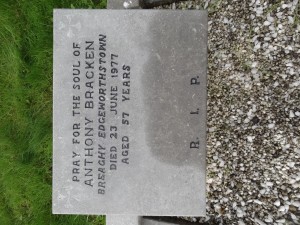 PRAY FOR THE SOUL OF
ANTHONY BRACKEN
BREAGHY EDGEWORTHSTOWN
DIED 23. JUNE 1977
AGED 57 YEARS
R. I. P.